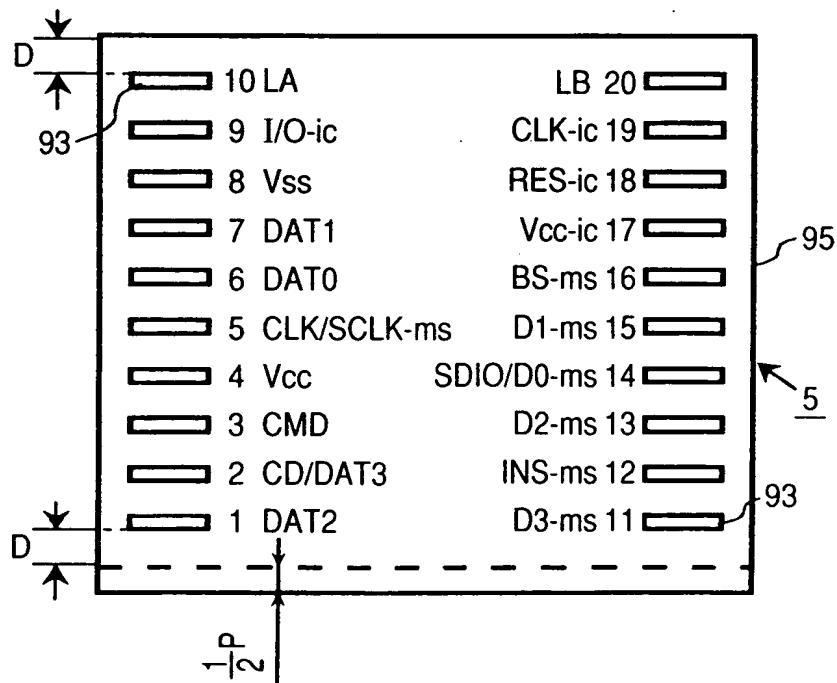 D
10 LA LB 20
93 9 I/O-ic CLK-ic 19
8 Vss RES-ic 18
7 DAT1 Vcc-ic 17 95
6 DAT0 BS-ms 16
5 CLK/SCLK-ms D1-ms 15
4 Vcc SDIO/D0-ms 14 5
3 CMD D2-ms 13
2 CD/DAT3 INS-ms 12 93
D 1 DAT2 D3-ms 11
1/2 P